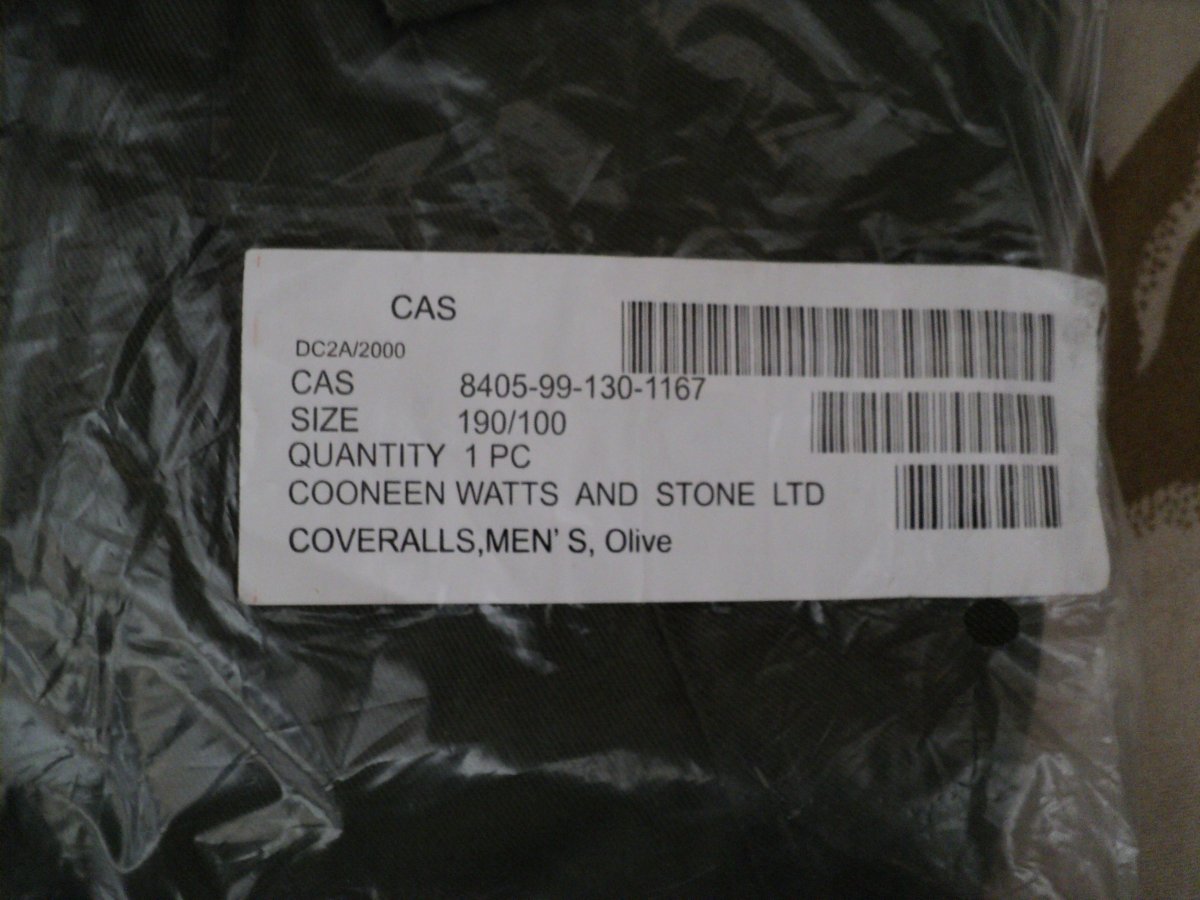 CAS
DC2A/2000
CAS 8405-99-130-1167
SIZE 190/100
QUANTITY 1 PC
COONEEN WATTS AND STONE LTD
COVERALLS,MEN' S, Olive